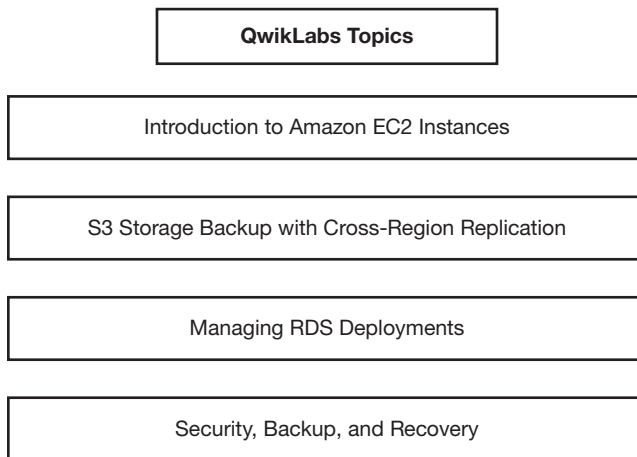 QwikLabs Topics
Introduction to Amazon EC2 Instances
S3 Storage Backup with Cross-Region Replication
Managing RDS Deployments
Security, Backup, and Recovery